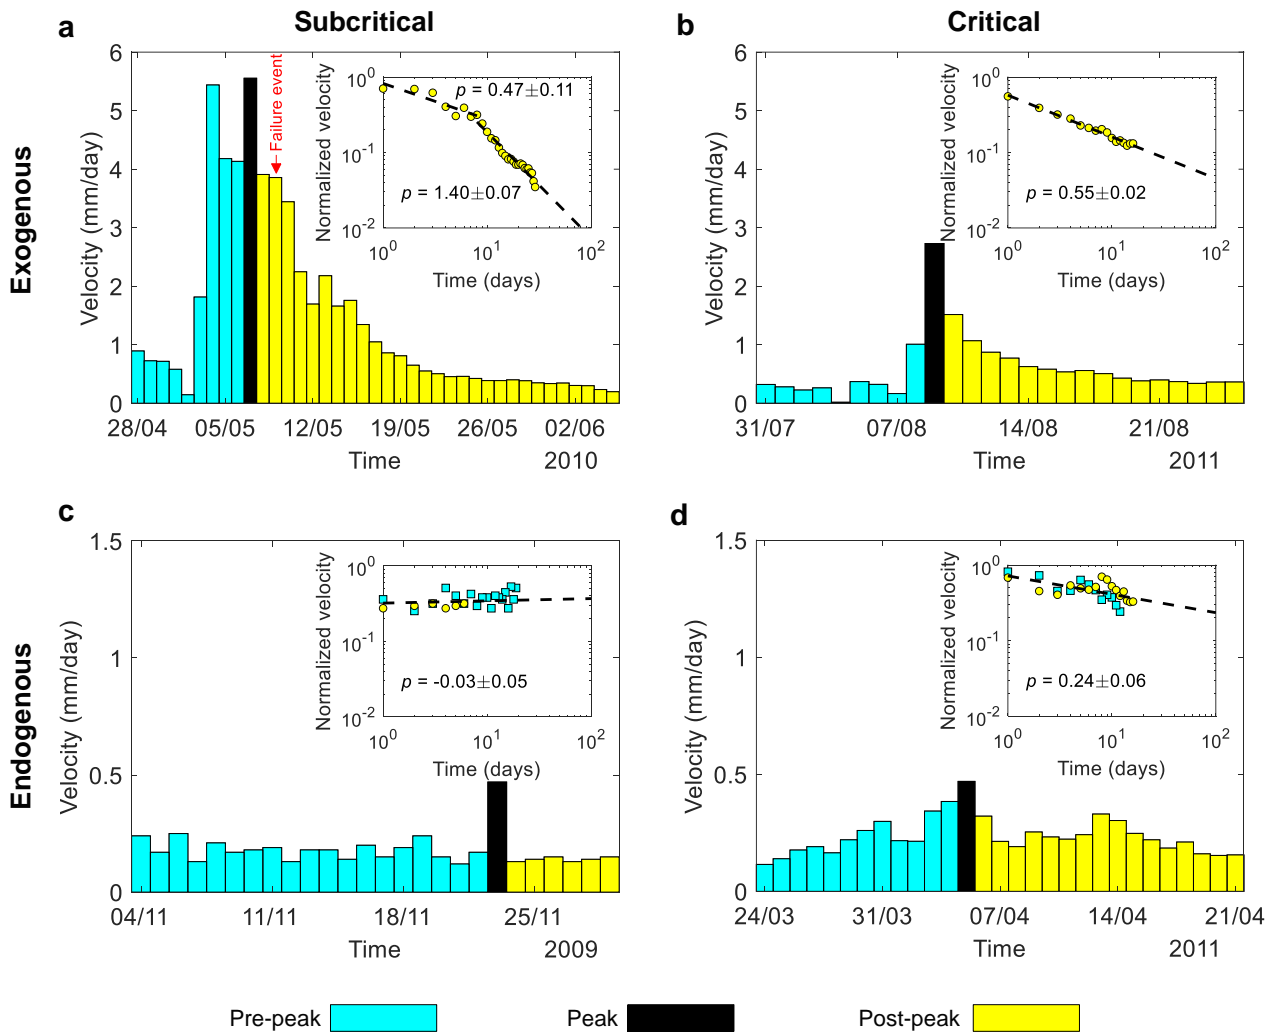 Subcritical
Critical
Exogenous
Endogenous
a
Velocity (mm/day)
6
5
4
3
2
1
0
28/04 05/05 12/05 19/05 26/05 02/06
Time
2010
Failure event
Normalized velocity
10^0
10^-1
10^-2
p = 0.47±0.11
p = 1.40±0.07
10^0 10^1 10^2
Time (days)
b
Velocity (mm/day)
6
5
4
3
2
1
0
31/07 07/08 14/08 21/08
Time
2011
Normalized velocity
10^0
10^-1
10^-2
p = 0.55±0.02
10^0 10^1 10^2
Time (days)
c
Velocity (mm/day)
1.5
1
0.5
0
04/11 11/11 18/11 25/11
Time
2009
Normalized velocity
10^0
10^-1
10^-2
p = -0.03±0.05
10^0 10^1 10^2
Time (days)
d
Velocity (mm/day)
1.5
1
0.5
0
24/03 31/03 07/04 14/04 21/04
Time
2011
Normalized velocity
10^0
10^-1
10^-2
p = 0.24±0.06
10^0 10^1 10^2
Time (days)
Pre-peak
Peak
Post-peak